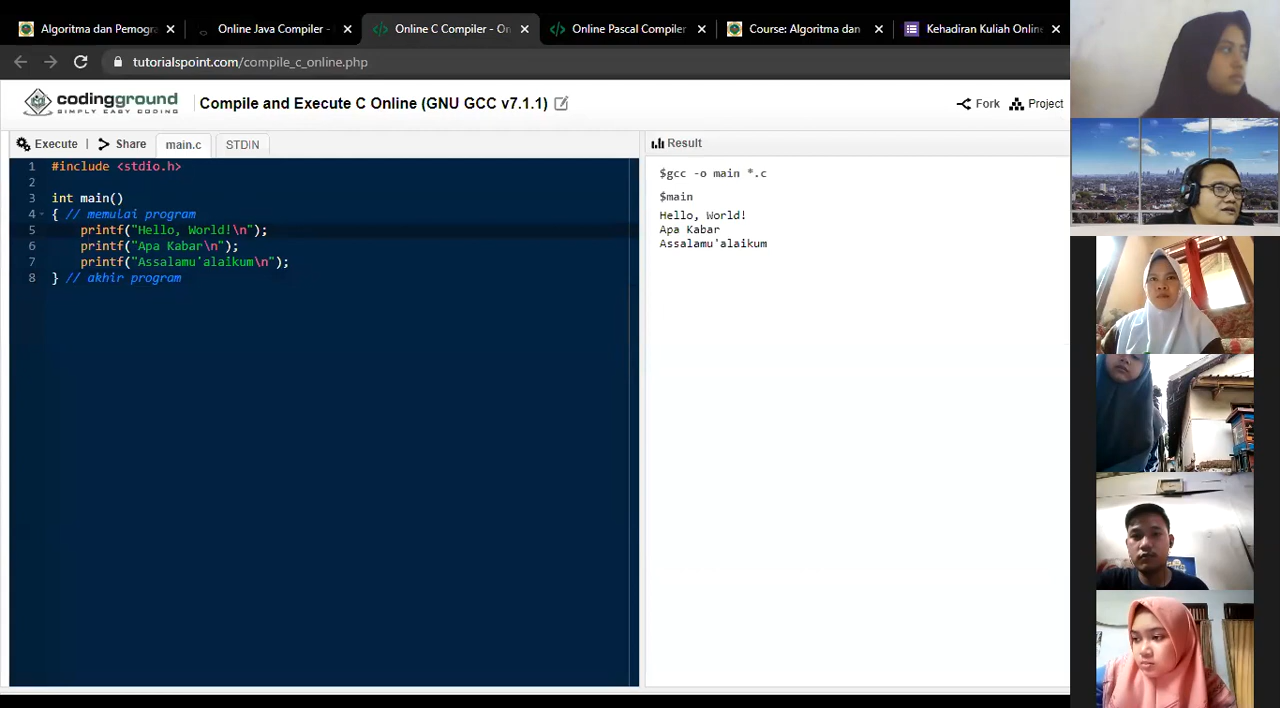 Algoritma dan Pemogra
Online Java Compiler -
Online C Compiler - On
Online Pascal Compiler
Course: Algoritma dan
Kehadiran Kuliah Online
tutorialspoint.com/compile_c_online.php
codingground
SIMPLY EASY CODING
Compile and Execute C Online (GNU GCC v7.1.1)
Fork
Project
Execute | Share main.c STDIN
1 #include <stdio.h>
2
3 int main()
4 { // memulai program
5 printf("Hello, World!\n");
6 printf("Apa Kabar\n");
7 printf("Assalamu'alaikum\n");
8 } // akhir program
Result
$gcc -o main *.c
$main
Hello, World!
Apa Kabar
Assalamu'alaikum